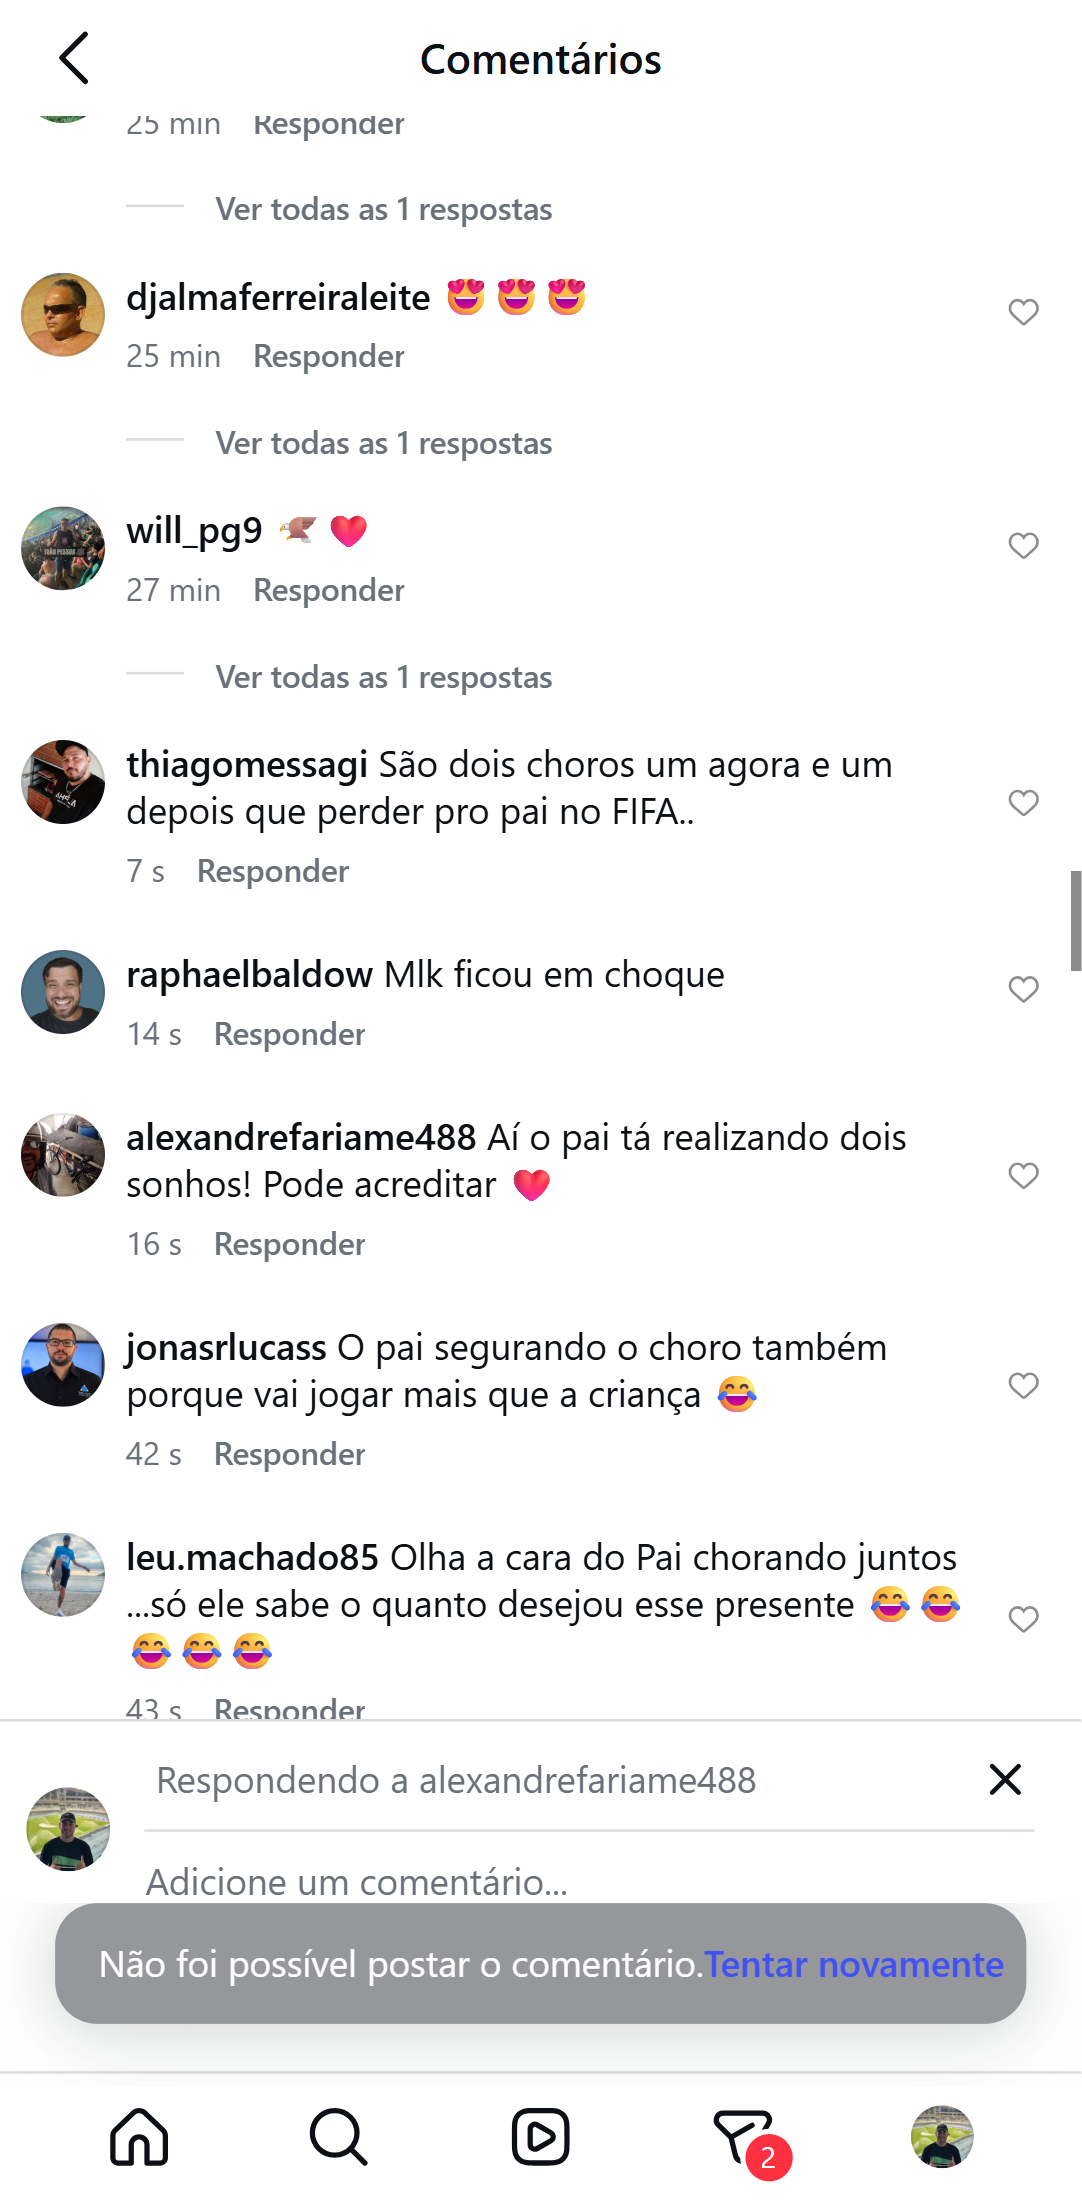 Comentários
25 min Responder
Ver todas as 1 respostas
djalmaferreiraleite 😍😍😍
25 min Responder
Ver todas as 1 respostas
will_pg9 🦅❤️
27 min Responder
Ver todas as 1 respostas
thiagomessagi São dois choros um agora e um
depois que perder pro pai no FIFA..
7 s Responder
raphaelbaldow Mlk ficou em choque
14 s Responder
alexandrefariame488 Aí o pai tá realizando dois
sonhos! Pode acreditar ❤️
16 s Responder
jonasrlucass O pai segurando o choro também
porque vai jogar mais que a criança 😂
42 s Responder
leu.machado85 Olha a cara do Pai chorando juntos
...só ele sabe o quanto desejou esse presente 😂😂
😂😂😂
43 s Responder
Respondendo a alexandrefariame488
Adicione um comentário...
Não foi possível postar o comentário.Tentar novamente
2